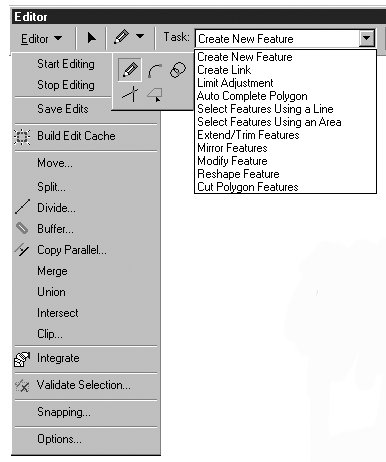 Editor
Editor Task: Create New Feature
Create New Feature
Create Link
Limit Adjustment
Auto Complete Polygon
Select Features Using a Line
Select Features Using an Area
Extend/Trim Features
Mirror Features
Modify Feature
Reshape Feature
Cut Polygon Features
Start Editing
Stop Editing
Save Edits
Build Edit Cache
Move...
Split...
Divide...
Buffer...
Copy Parallel...
Merge
Union
Intersect
Clip...
Integrate
Validate Selection...
Snapping...
Options...